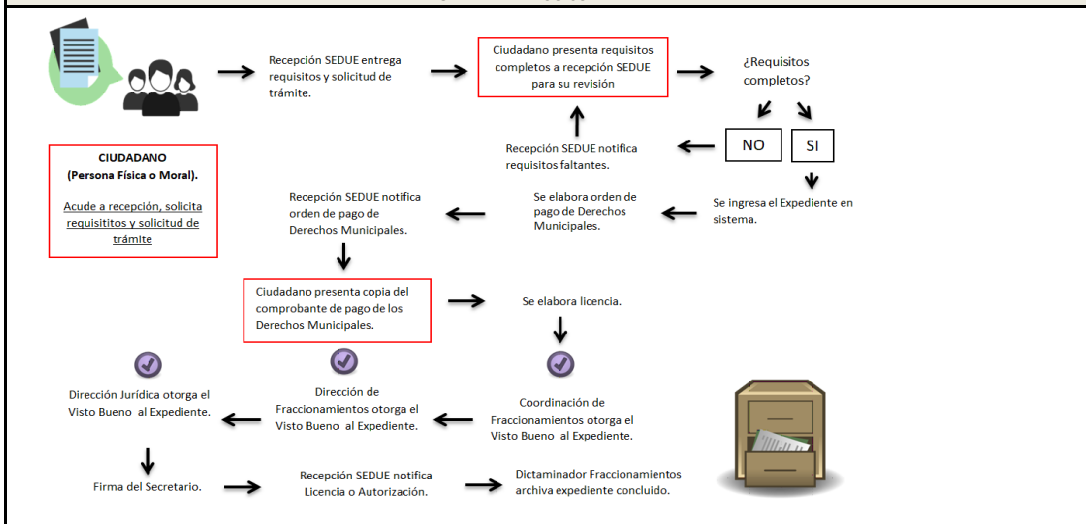 Recepción SEDUE entrega
requisitos y solicitud de
trámite.
Ciudadano presenta requisitos
completos a recepción SEDUE
para su revisión
¿Requisitos
completos?
NO
SI
Recepción SEDUE notifica
requisitos faltantes.
CIUDADANO
(Persona Física o Moral).
Acude a recepción, solicita
requisititos y solicitud de
trámite
Se ingresa el Expediente en
sistema.
Se elabora orden de
pago de Derechos
Municipales.
Recepción SEDUE notifica
orden de pago de
Derechos Municipales.
Ciudadano presenta copia del
comprobante de pago de los
Derechos Municipales.
Se elabora licencia.
Coordinación de
Fraccionamientos otorga el
Visto Bueno al Expediente.
Dirección de
Fraccionamientos otorga el
Visto Bueno al Expediente.
Dirección Jurídica otorga el
Visto Bueno al Expediente.
Firma del Secretario.
Recepción SEDUE notifica
Licencia o Autorización.
Dictaminador Fraccionamientos
archiva expediente concluido.